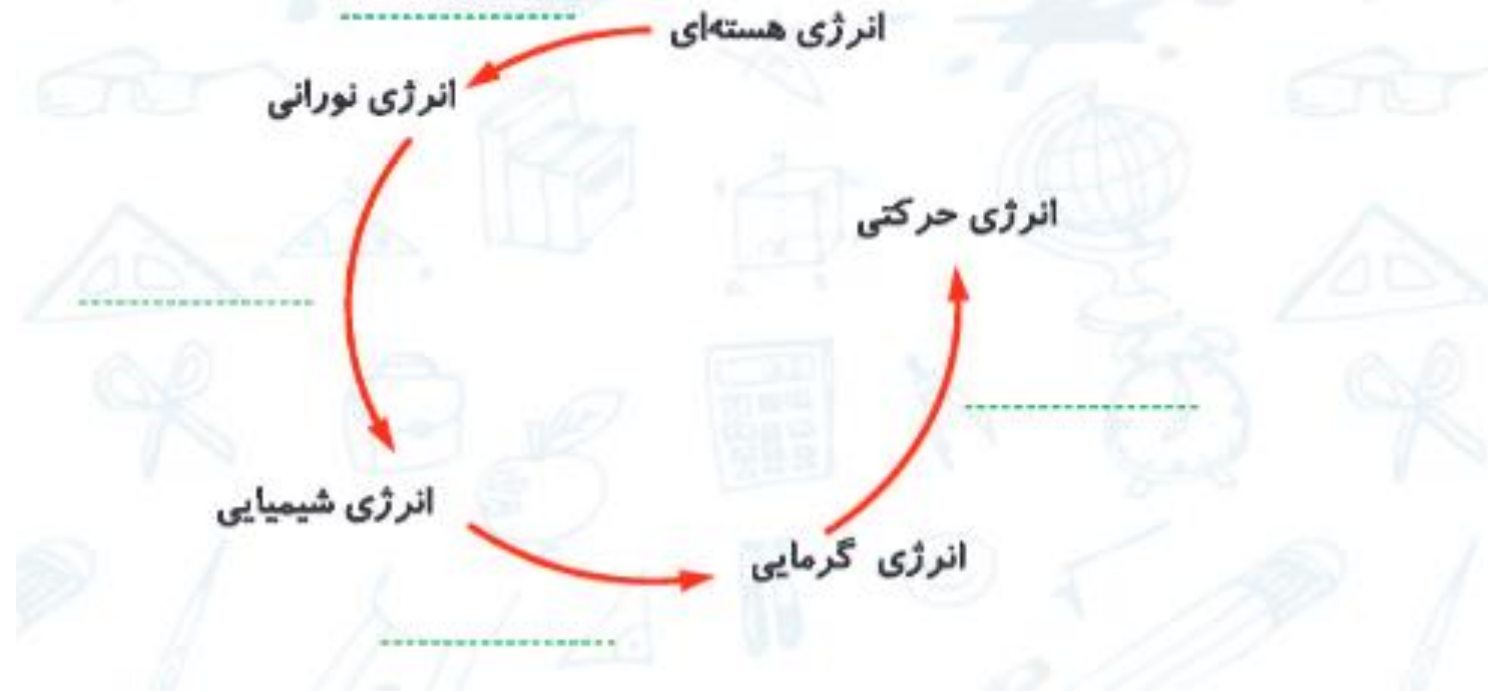 انرژی هسته‌ای
انرژی نورانی
انرژی شیمیایی
انرژی گرمایی
انرژی حرکتی